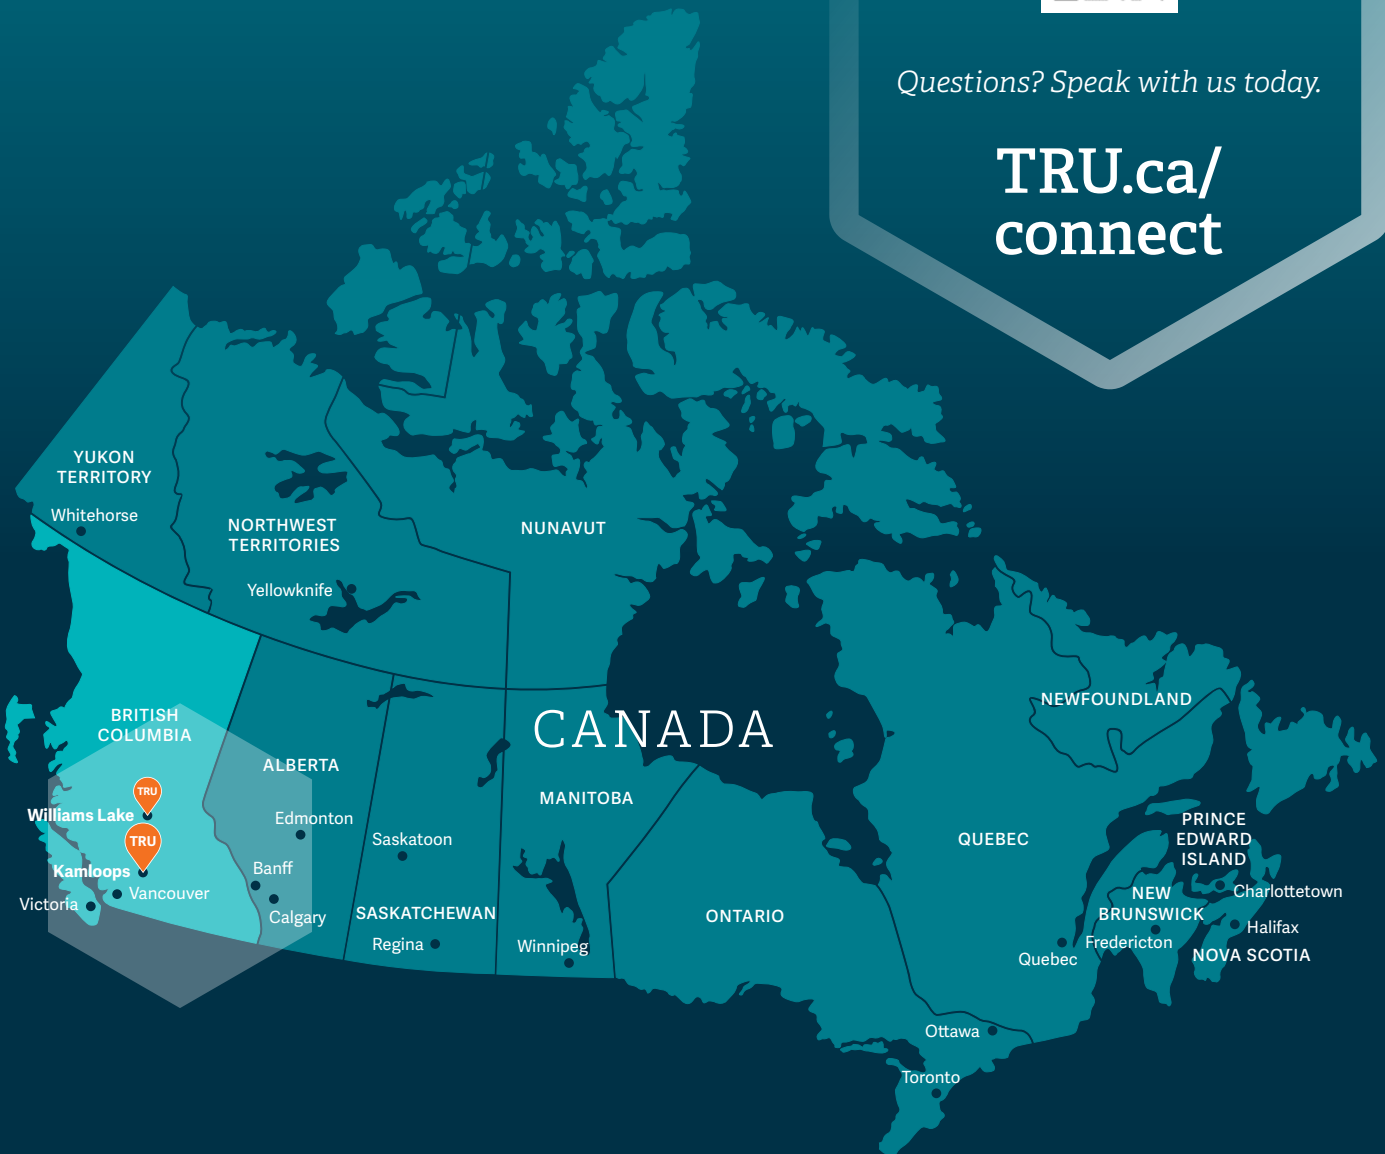 Questions? Speak with us today.
TRU.ca/
connect
YUKON
TERRITORY
Whitehorse
NORTHWEST
TERRITORIES
Yellowknife
NUNAVUT
CANADA
BRITISH
COLUMBIA
TRU
Williams Lake
TRU
Kamloops
Vancouver
Victoria
ALBERTA
Edmonton
Banff
Calgary
Saskatoon
SASKATCHEWAN
Regina
MANITOBA
Winnipeg
ONTARIO
Ottawa
Toronto
QUEBEC
Quebec
NEWFOUNDLAND
PRINCE
EDWARD
ISLAND
Charlottetown
NEW
BRUNSWICK
Fredericton
Halifax
NOVA SCOTIA